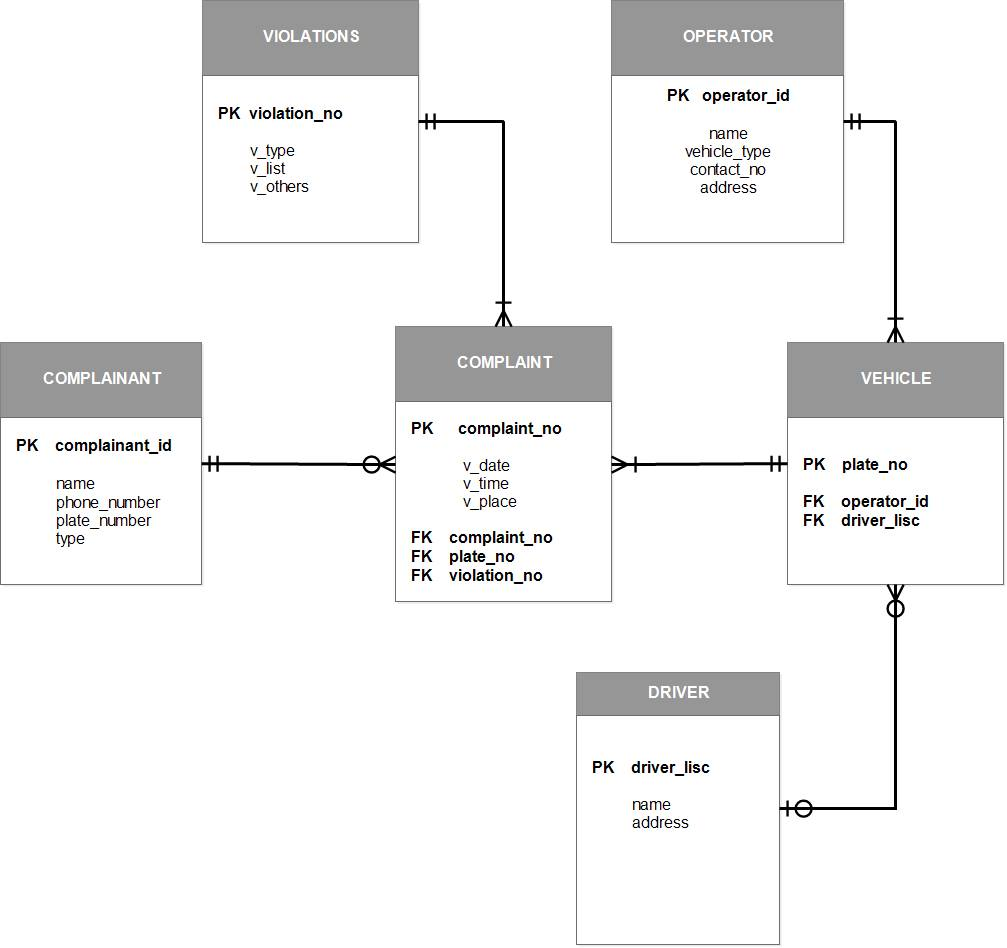 VIOLATIONS
PK violation_no
v_type
v_list
v_others
OPERATOR
PK operator_id
name
vehicle_type
contact_no
address
COMPLAINANT
PK complainant_id
name
phone_number
plate_number
type
COMPLAINT
PK complaint_no
v_date
v_time
v_place
FK complaint_no
FK plate_no
FK violation_no
VEHICLE
PK plate_no
FK operator_id
FK driver_lisc
DRIVER
PK driver_lisc
name
address